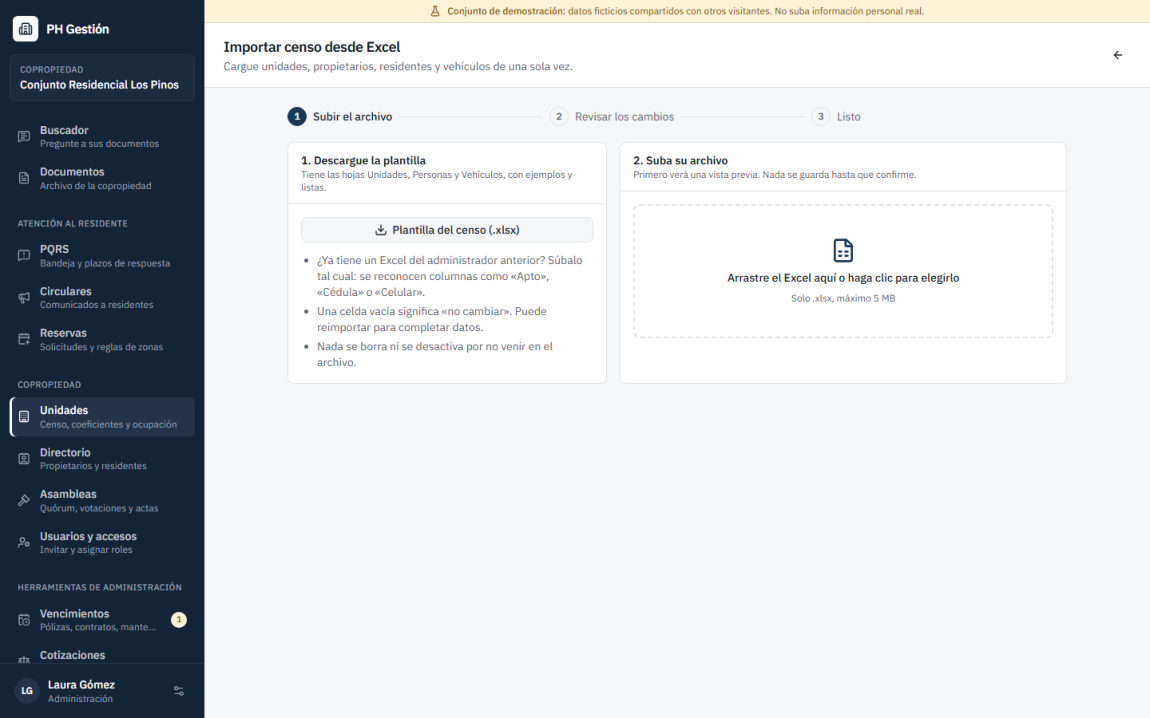 Conjunto de demostración: datos ficticios compartidos con otros visitantes. No suba información personal real.
PH Gestión
COPROPIEDAD
Conjunto Residencial Los Pinos
Buscador
Pregunte a sus documentos
Documentos
Archivo de la copropiedad
ATENCIÓN AL RESIDENTE
PQRS
Bandeja y plazos de respuesta
Circulares
Comunicados a residentes
Reservas
Solicitudes y reglas de zonas
COPROPIEDAD
Unidades
Censo, coeficientes y ocupación
Directorio
Propietarios y residentes
Asambleas
Quórum, votaciones y actas
Usuarios y accesos
Invitar y asignar roles
HERRAMIENTAS DE ADMINISTRACIÓN
Vencimientos
Pólizas, contratos, mante...
1
Cotizaciones
LG
Laura Gómez
Administración
Importar censo desde Excel
Cargue unidades, propietarios, residentes y vehículos de una sola vez.
1 Subir el archivo
2 Revisar los cambios
3 Listo
1. Descargue la plantilla
Tiene las hojas Unidades, Personas y Vehículos, con ejemplos y
listas.
Plantilla del censo (.xlsx)
• ¿Ya tiene un Excel del administrador anterior? Súbalo
tal cual: se reconocen columnas como «Apto»,
«Cédula» o «Celular».
• Una celda vacía significa «no cambiar». Puede
reimportar para completar datos.
• Nada se borra ni se desactiva por no venir en el
archivo.
2. Suba su archivo
Primero verá una vista previa. Nada se guarda hasta que confirme.
Arrastre el Excel aquí o haga clic para elegirlo
Solo .xlsx, máximo 5 MB